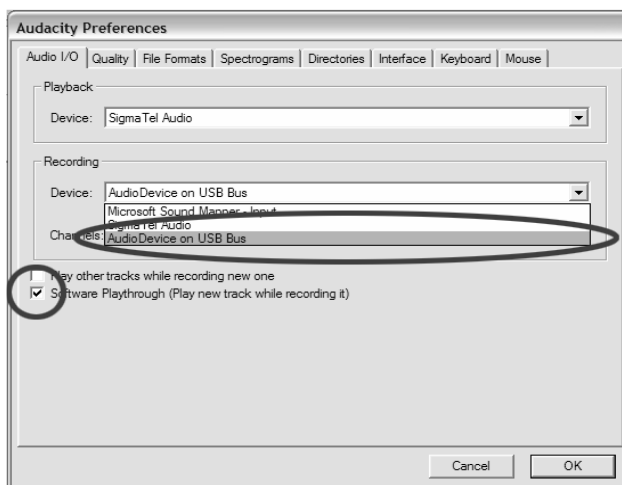 Audacity Preferences
Audio I/O Quality File Formats Spectrograms Directories Interface Keyboard Mouse
Playback
Device: SigmaTel Audio
Recording
Device: AudioDevice on USB Bus
Microsoft Sound Mapper - Input
SigmaTel Audio
Channels: AudioDevice on USB Bus
Play other tracks while recording new one
Software Playthrough (Play new track while recording it)
Cancel OK